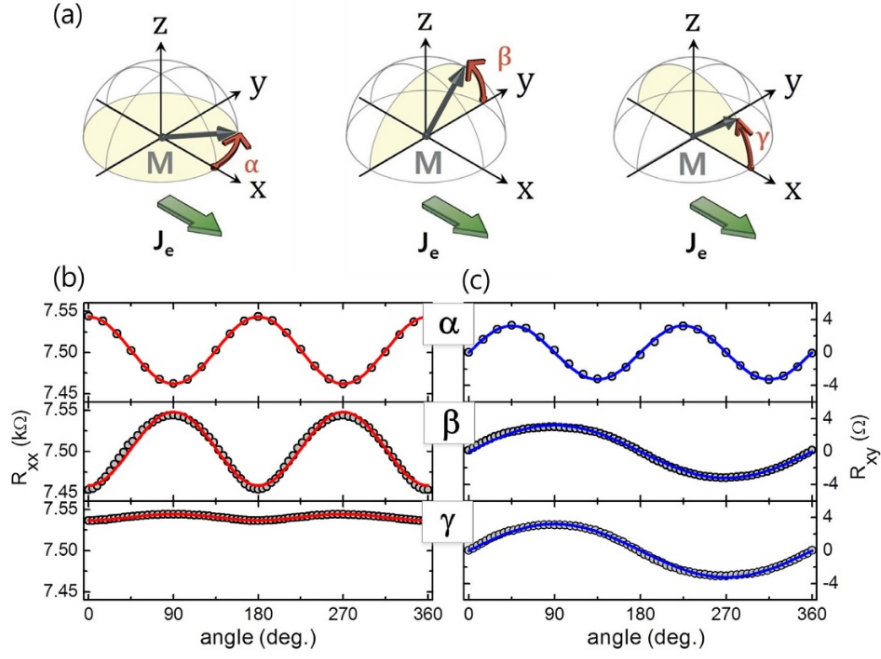 (a)
z z z
y β y y
M α x M x M γ x
Jₑ Jₑ Jₑ
(b) (c)
7.55 α 4
7.50 0
7.45 -4
7.55 β 4
7.50 0
7.45 -4
7.55 γ 4
7.50 0
7.45 -4
R_xx (kΩ) R_xy (Ω)
0 90 180 270 360 0 90 180 270 360
angle (deg.) angle (deg.)